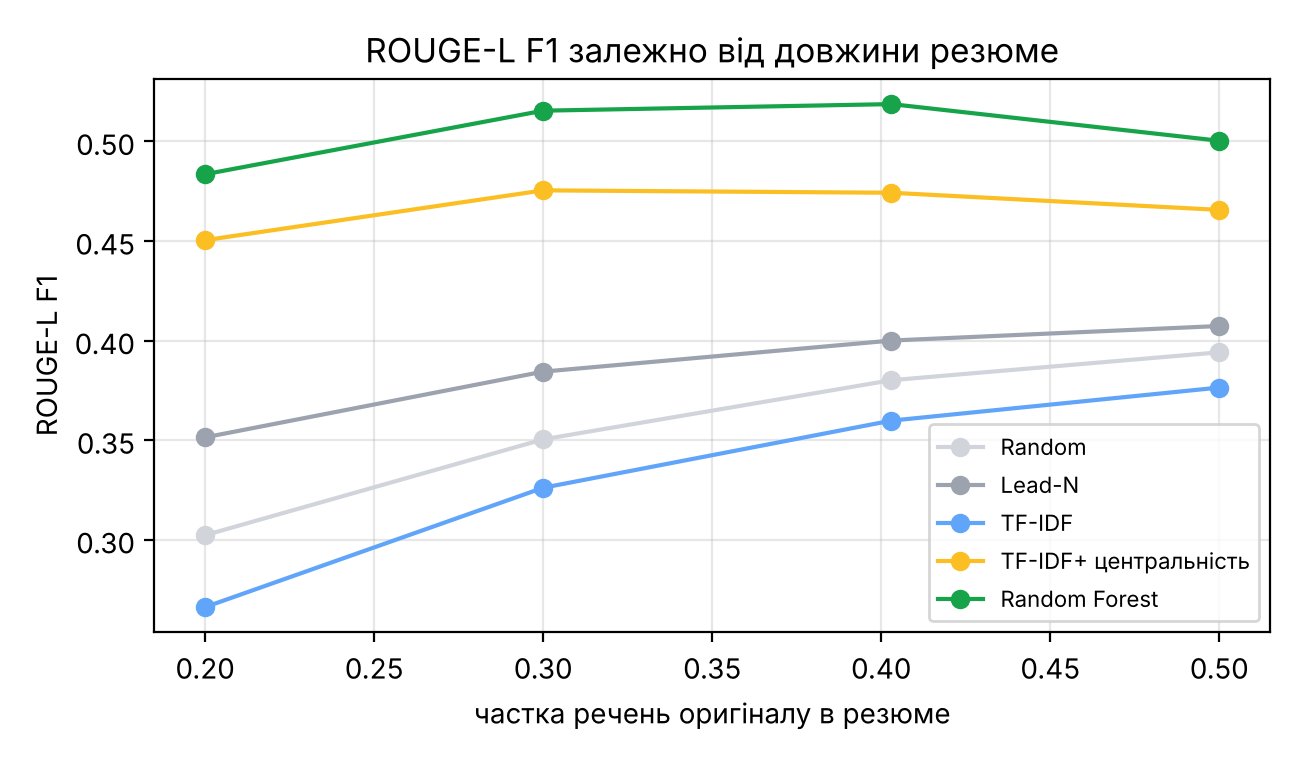 ROUGE-L F1 залежно від довжини резюме
ROUGE-L F1
0.50
0.45
0.40
0.35
0.30
Random
Lead-N
TF-IDF
TF-IDF+ центральність
Random Forest
0.20 0.25 0.30 0.35 0.40 0.45 0.50
частка речень оригіналу в резюме